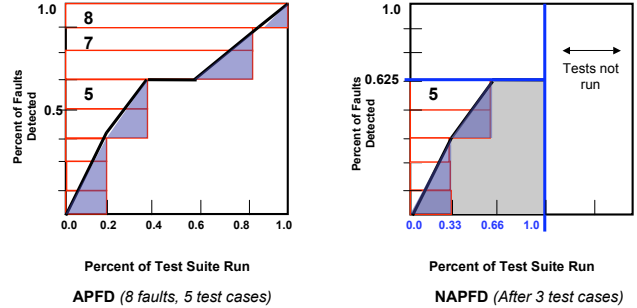 1.0
8
7
5
0.5
Percent of Faults
Detected
0.0 0.2 0.4 0.6 0.8 1.0
Percent of Test Suite Run
APFD (8 faults, 5 test cases)
1.0
Tests not
run
0.625
5
Percent of Faults
Detected
0.0 0.33 0.66 1.0
Percent of Test Suite Run
NAPFD (After 3 test cases)